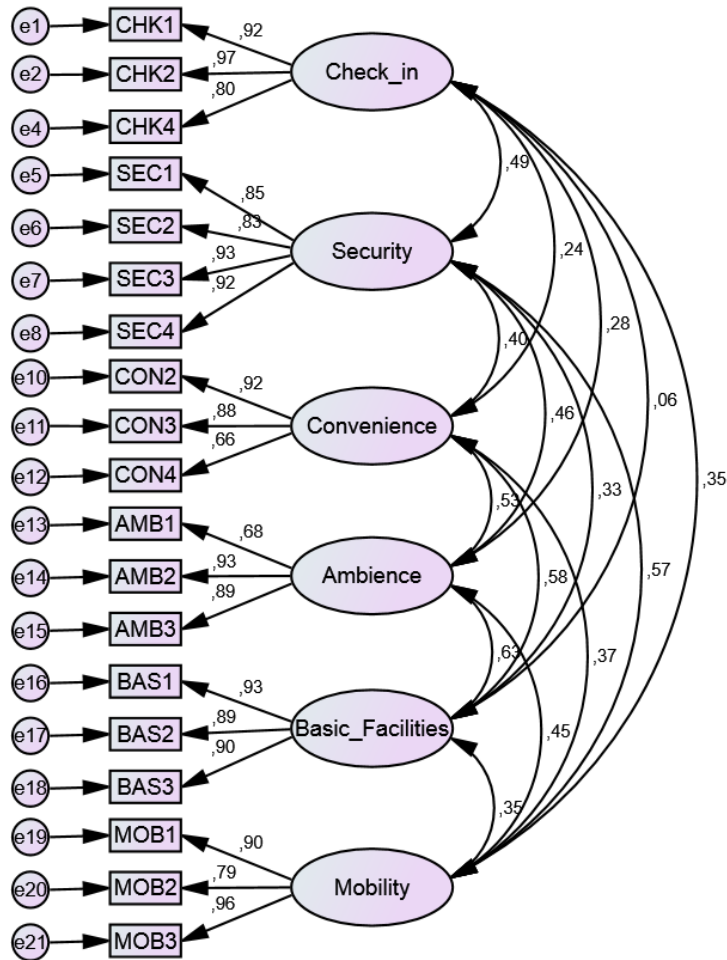 e1 CHK1 ,92
e2 CHK2 ,97 Check_in
e4 CHK4 ,80
e5 SEC1 ,85 ,49
e6 SEC2 ,83
e7 SEC3 ,93 Security ,24
e8 SEC4 ,92 ,28
e10 CON2 ,92 ,40 ,06
e11 CON3 ,88 Convenience ,46
e12 CON4 ,66 ,33 ,35
e13 AMB1 ,68 ,53
e14 AMB2 ,93 Ambience ,58 ,57
e15 AMB3 ,89
e16 BAS1 ,93 ,63 ,37
e17 BAS2 ,89 Basic_Facilities ,45
e18 BAS3 ,90
e19 MOB1 ,90 ,35
e20 MOB2 ,79 Mobility
e21 MOB3 ,96